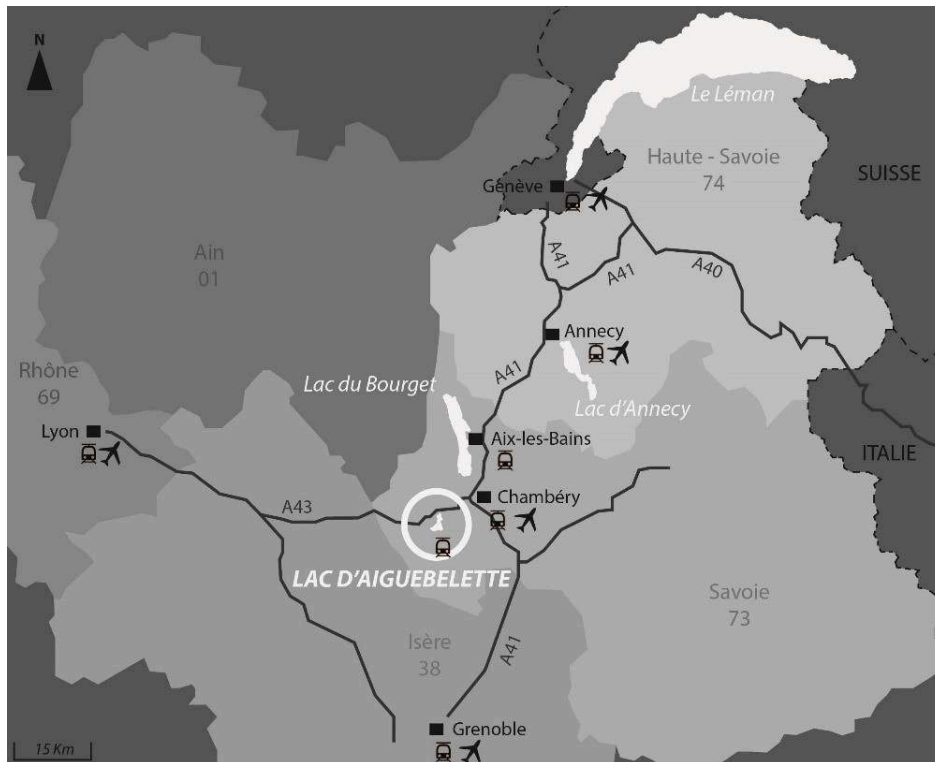 N
Le Léman
Haute - Savoie
74
SUISSE
Genève
Ain
01
A41
A41
A40
Annecy
Rhône
69
Lac du Bourget
A41
Lac d'Annecy
Lyon
Aix-les-Bains
ITALIE
A43
Chambéry
LAC D'AIGUEBELETTE
Savoie
73
Isère
38
A41
Grenoble
15 Km